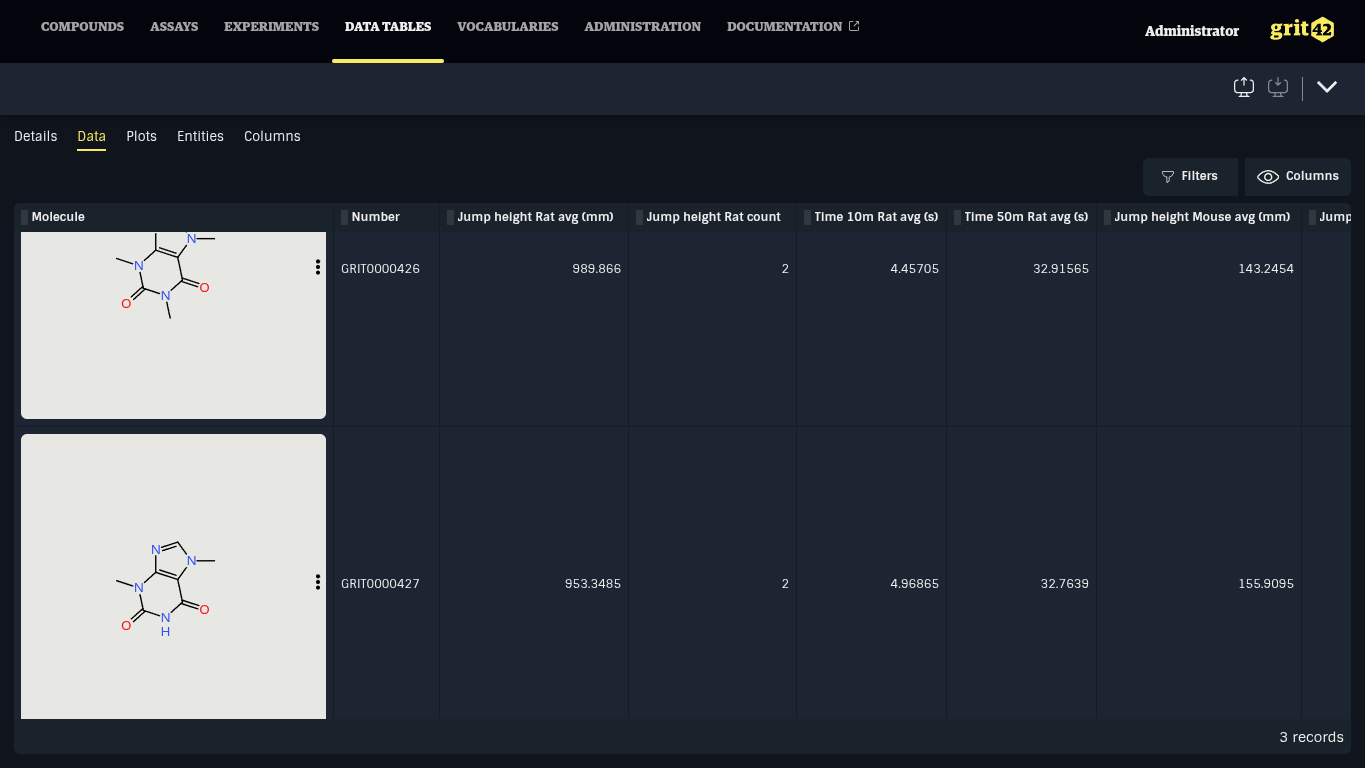 COMPOUNDS ASSAYS EXPERIMENTS DATA TABLES VOCABULARIES ADMINISTRATION DOCUMENTATION Administrator grit42
Details Data Plots Entities Columns
Filters Columns
Molecule Number Jump height Rat avg (mm) Jump height Rat count Time 10m Rat avg (s) Time 50m Rat avg (s) Jump height Mouse avg (mm) Jump
N
N
GRIT0000426 989.866 2 4.45705 32.91565 143.2454
O
N
O
N
N
GRIT0000427 953.3485 2 4.96865 32.7639 155.9095
N
O
N
O
H
3 records